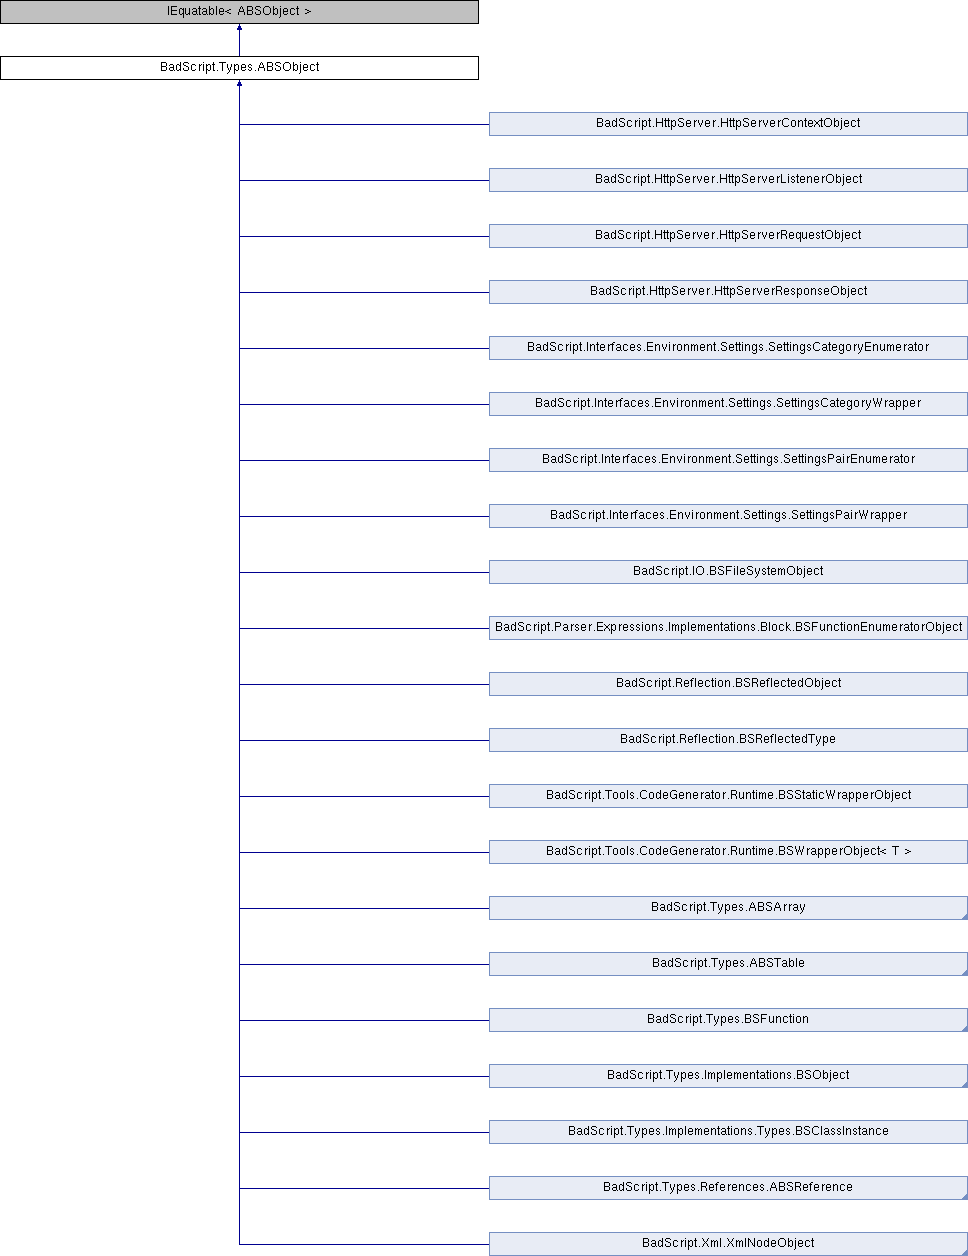 IEquatable< ABSObject >
BadScript.Types.ABSObject
BadScript.HttpServer.HttpServerContextObject
BadScript.HttpServer.HttpServerListenerObject
BadScript.HttpServer.HttpServerRequestObject
BadScript.HttpServer.HttpServerResponseObject
BadScript.Interfaces.Environment.Settings.SettingsCategoryEnumerator
BadScript.Interfaces.Environment.Settings.SettingsCategoryWrapper
BadScript.Interfaces.Environment.Settings.SettingsPairEnumerator
BadScript.Interfaces.Environment.Settings.SettingsPairWrapper
BadScript.IO.BSFileSystemObject
BadScript.Parser.Expressions.Implementations.Block.BSFunctionEnumeratorObject
BadScript.Reflection.BSReflectedObject
BadScript.Reflection.BSReflectedType
BadScript.Tools.CodeGenerator.Runtime.BSStaticWrapperObject
BadScript.Tools.CodeGenerator.Runtime.BSWrapperObject< T >
BadScript.Types.ABSArray
BadScript.Types.ABSTable
BadScript.Types.BSFunction
BadScript.Types.Implementations.BSObject
BadScript.Types.Implementations.Types.BSClassInstance
BadScript.Types.References.ABSReference
BadScript.Xml.XmlNodeObject